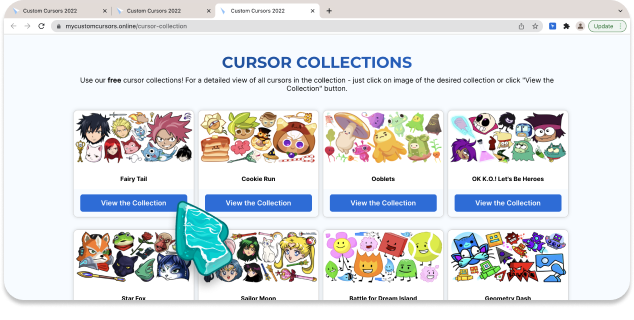 Custom Cursors 2022
Custom Cursors 2022
Custom Cursors 2022
mycustomcursors.online/cursor-collection
Update
CURSOR COLLECTIONS
Use our free cursor collections! For a detailed view of all cursors in the collection - just click on image of the desired collection or click "View the
Collection" button.
Fairy Tail
Cookie Run
Ooblets
OK K.O.! Let's Be Heroes
View the Collection
View the Collection
View the Collection
View the Collection
Star Fox
Sailor Moon
Battle for Dream Island
Geometry Dash